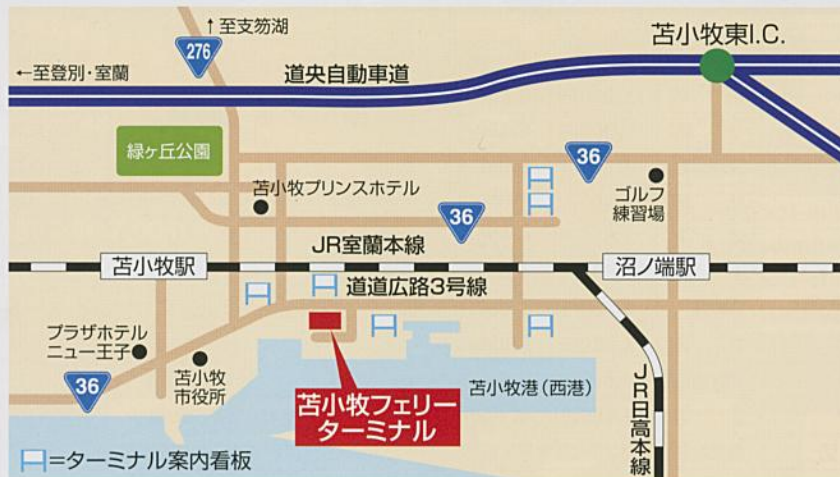 ↑至支笏湖
276
←至登別・室蘭
道央自動車道
苫小牧東I.C.
緑ヶ丘公園
36
苫小牧プリンスホテル
ゴルフ
練習場
36
JR室蘭本線
苫小牧駅
沼ノ端駅
道道広路3号線
プラザホテル
ニュー王子
苫小牧
市役所
36
苫小牧フェリー
ターミナル
苫小牧港(西港)
JR日高本線
=ターミナル案内看板